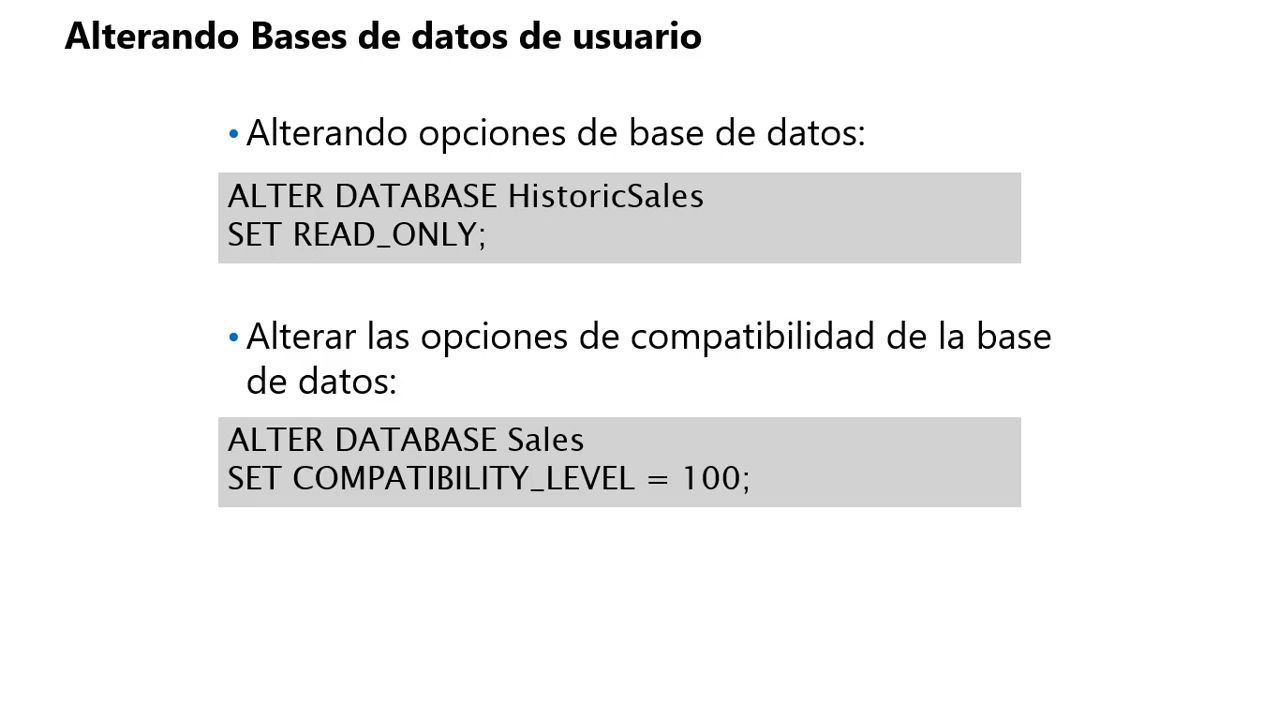 Alterando Bases de datos de usuario
• Alterando opciones de base de datos:
ALTER DATABASE HistoricSales
SET READ_ONLY;
• Alterar las opciones de compatibilidad de la base
de datos:
ALTER DATABASE Sales
SET COMPATIBILITY_LEVEL = 100;